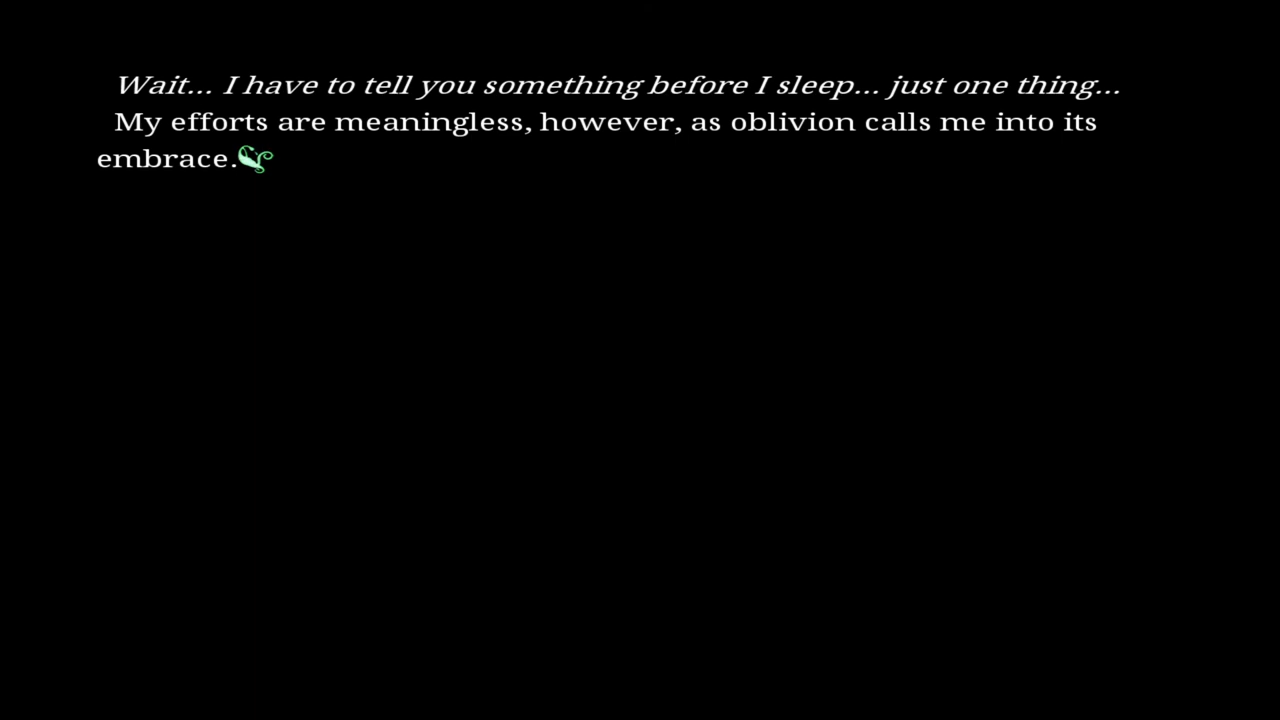 Wait... I have to tell you something before I sleep... just one thing...
My efforts are meaningless, however, as oblivion calls me into its
embrace.